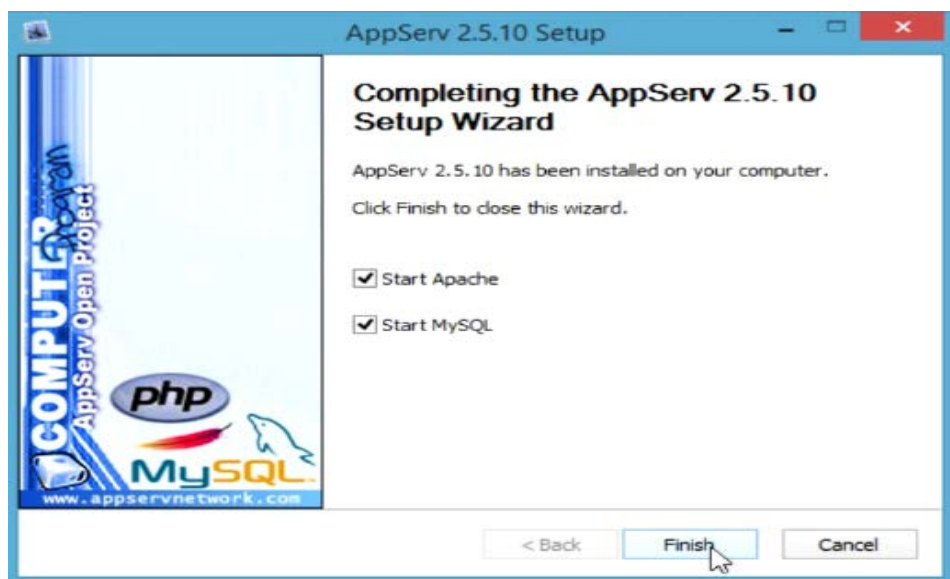 AppServ 2.5.10 Setup
Completing the AppServ 2.5.10
Setup Wizard
AppServ 2.5.10 has been installed on your computer.
Click Finish to close this wizard.
Start Apache
Start MySQL
COMPUTER
Program
AppServ Open Project
php
MySQL
www.appservnetwork.com
< Back
Finish
Cancel